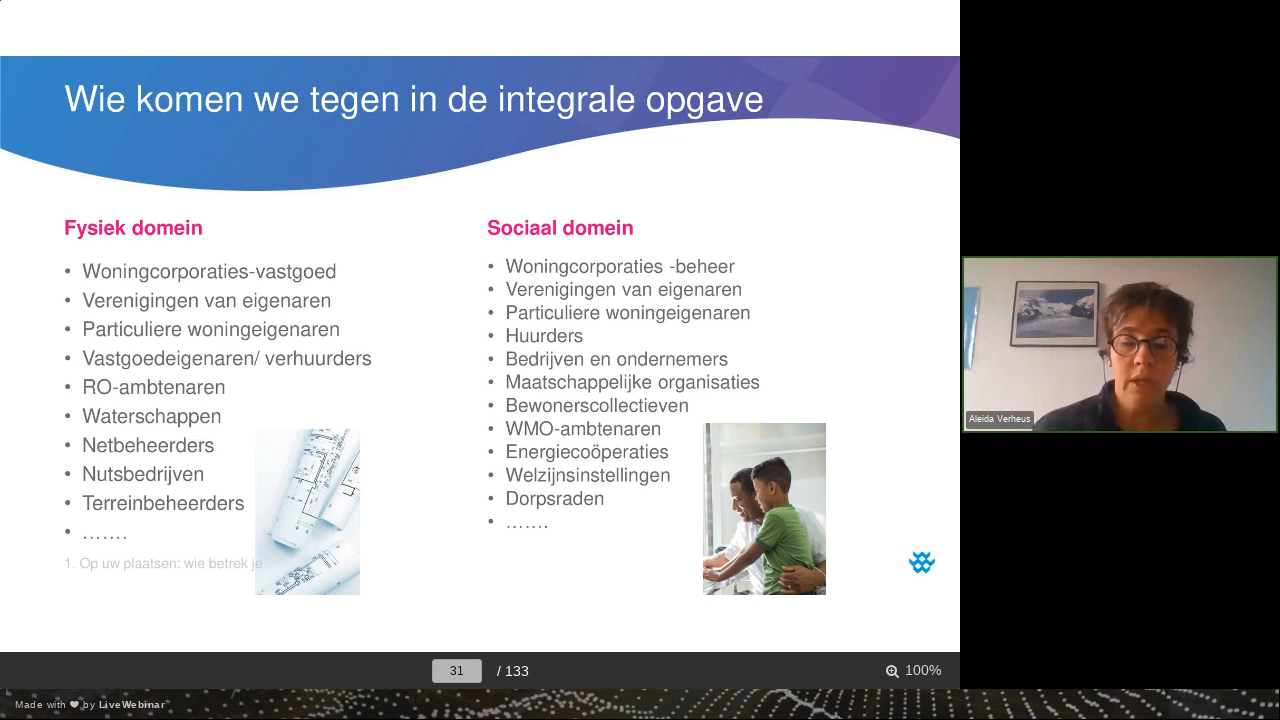 Wie komen we tegen in de integrale opgave
Fysiek domein
• Woningcorporaties-vastgoed
• Verenigingen van eigenaren
• Particuliere woningeigenaren
• Vastgoedeigenaren/ verhuurders
• RO-ambtenaren
• Waterschappen
• Netbeheerders
• Nutsbedrijven
• Terreinbeheerders
• …….
1. Op uw plaatsen: wie betrek je
Sociaal domein
• Woningcorporaties -beheer
• Verenigingen van eigenaren
• Particuliere woningeigenaren
• Huurders
• Bedrijven en ondernemers
• Maatschappelijke organisaties
• Bewonerscollectieven
• WMO-ambtenaren
• Energiecoöperaties
• Welzijnsinstellingen
• Dorpsraden
• …….
Aleida Verheus
31 / 133
100%
Made with ❤ by LiveWebinar